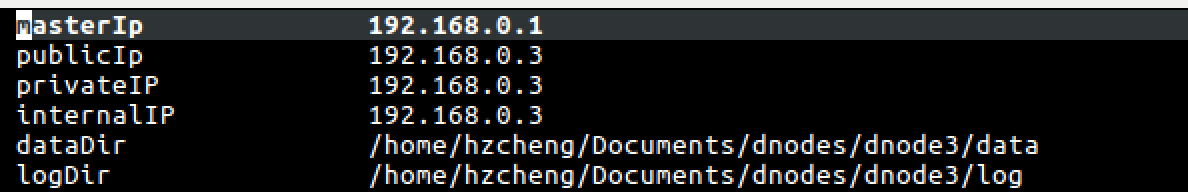 masterIp 192.168.0.1
publicIp 192.168.0.3
privateIP 192.168.0.3
internalIP 192.168.0.3
dataDir /home/hzcheng/Documents/dnodes/dnode3/data
logDir /home/hzcheng/Documents/dnodes/dnode3/log